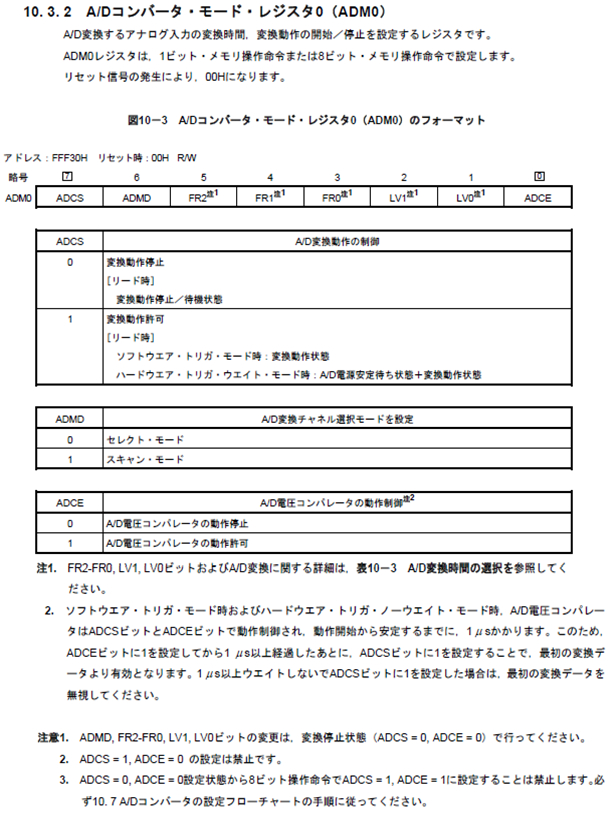 10. 3. 2　A/Dコンバータ・モード・レジスタ0（ADM0）
A/D変換するアナログ入力の変換時間，変換動作の開始／停止を設定するレジスタです。
ADM0レジスタは，1ビット・メモリ操作命令または8ビット・メモリ操作命令で設定します。
リセット信号の発生により，00Hになります。
図10－3　A/Dコンバータ・モード・レジスタ0（ADM0）のフォーマット
アドレス：FFF30H　リセット時：00H　R/W
略号　7　6　5　4　3　2　1　0
ADM0　ADCS　ADMD　FR2注1　FR1注1　FR0注1　LV1注1　LV0注1　ADCE
ADCS　A/D変換動作の制御
0　変換動作停止
［リード時］
変換動作停止／待機状態
1　変換動作許可
［リード時］
ソフトウエア・トリガ・モード時：変換動作状態
ハードウエア・トリガ・ウエイト・モード時：A/D電源安定待ち状態＋変換動作状態
ADMD　A/D変換チャネル選択モードを設定
0　セレクト・モード
1　スキャン・モード
ADCE　A/D電圧コンパレータの動作制御注2
0　A/D電圧コンパレータの動作停止
1　A/D電圧コンパレータの動作許可
注1.　FR2-FR0, LV1, LV0ビットおよびA/D変換に関する詳細は，表10－3　A/D変換時間の選択を参照してく
ださい。
2.　ソフトウエア・トリガ・モード時およびハードウエア・トリガ・ノーウエイト・モード時，A/D電圧コンパレー
タはADCSビットとADCEビットで動作制御され，動作開始から安定するまでに，1μsかかります。このため，
ADCEビットに1を設定してから1 μs以上経過したあとに，ADCSビットに1を設定することで，最初の変換デ
ータより有効となります。1μs以上ウエイトしないでADCSビットに1を設定した場合は，最初の変換データを
無視してください。
注意1.　ADMD, FR2-FR0, LV1, LV0ビットの変更は，変換停止状態（ADCS = 0, ADCE = 0）で行ってください。
2.　ADCS = 1, ADCE = 0 の設定は禁止です。
3.　ADCS = 0, ADCE = 0設定状態から8ビット操作命令でADCS = 1, ADCE = 1に設定することは禁止します。必
ず10. 7 A/Dコンバータの設定フローチャートの手順に従ってください。